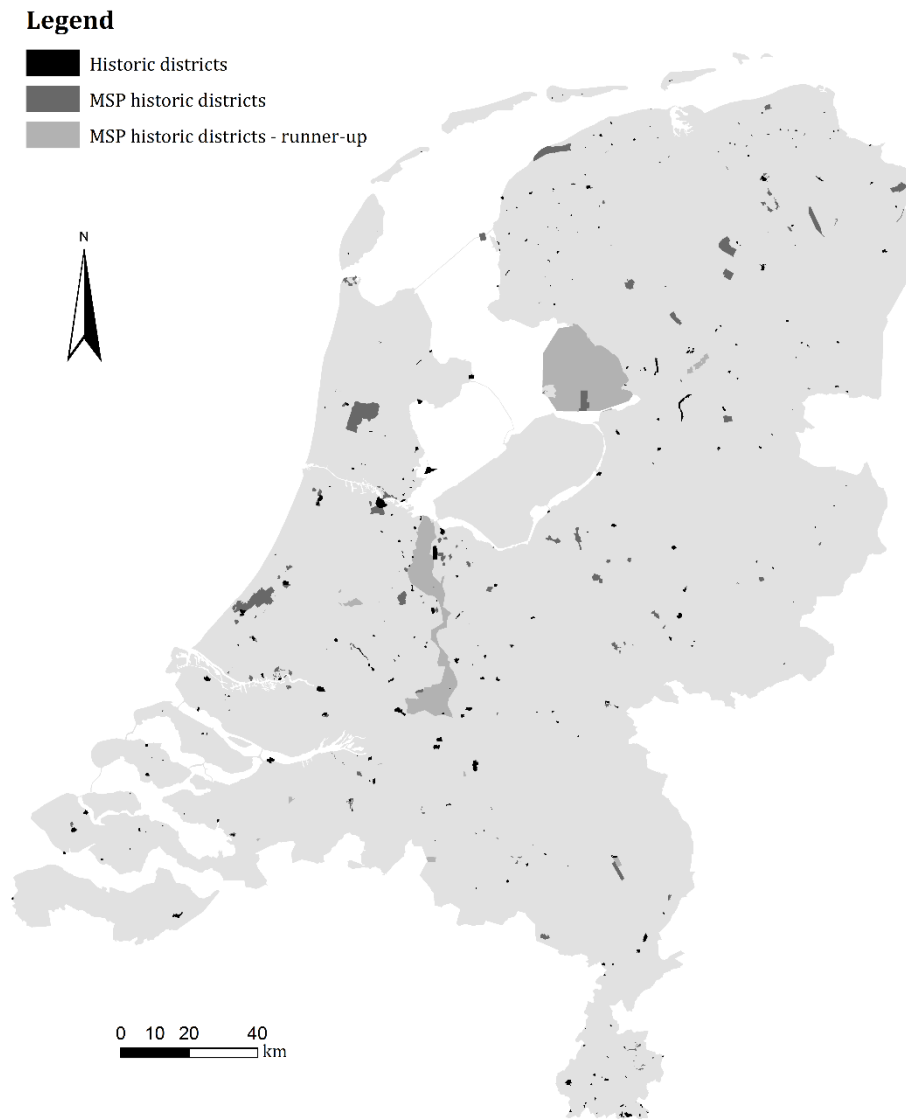 Legend
Historic districts
MSP historic districts
MSP historic districts - runner-up
N
0 10 20 40
km